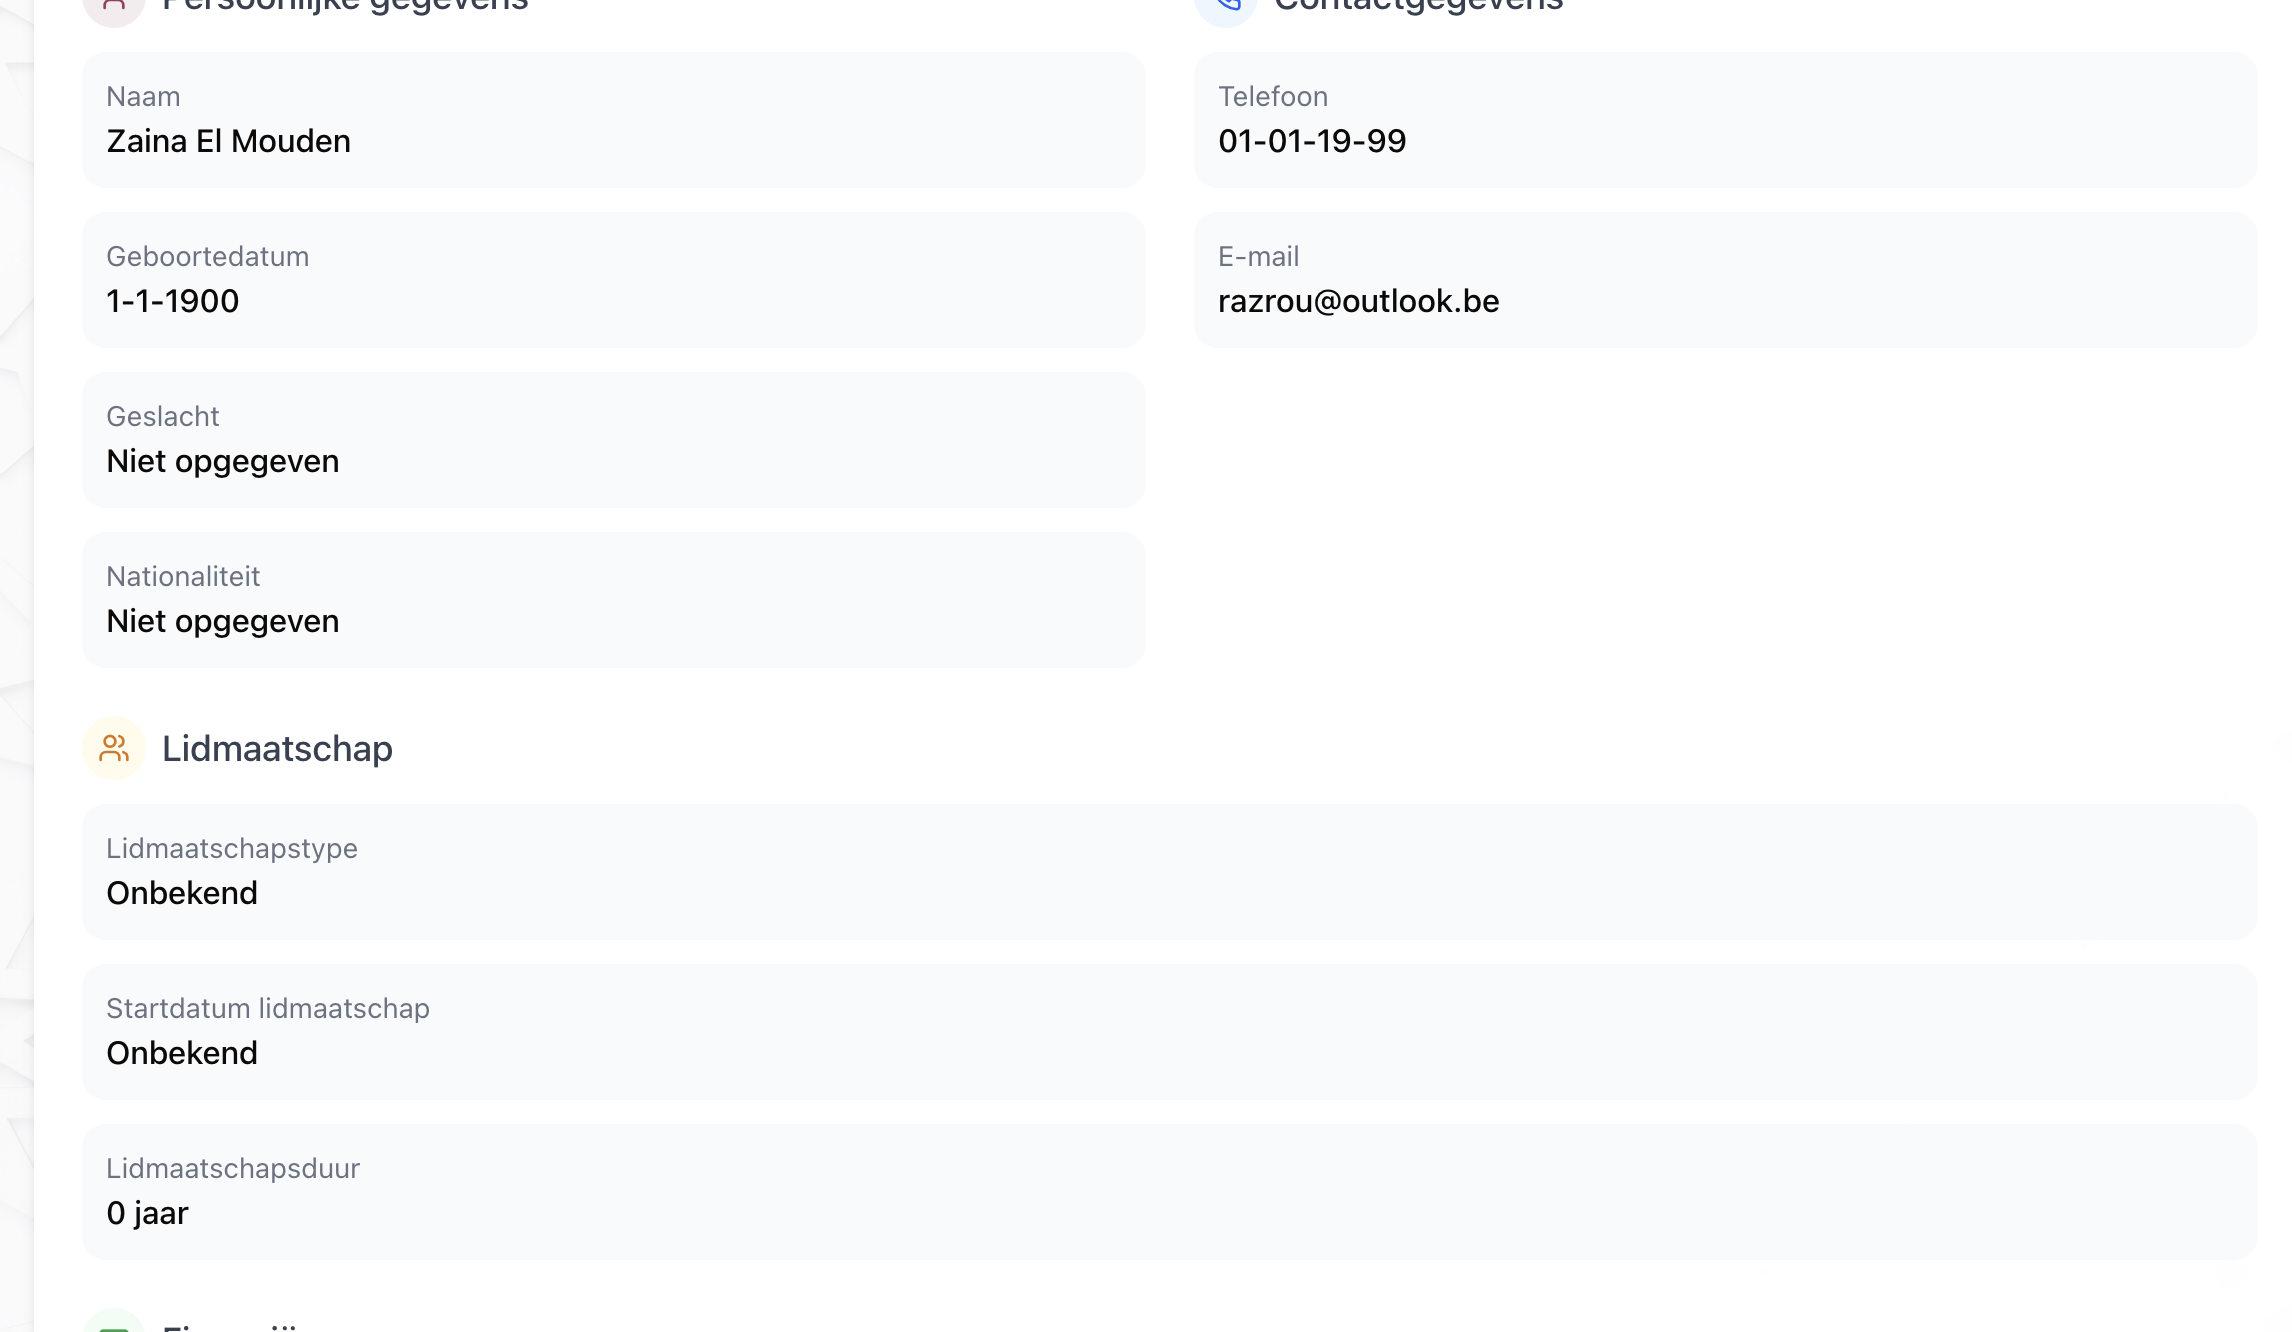 Persoonlijke gegevens
Naam
Zaina El Mouden
Geboortedatum
1-1-1900
Geslacht
Niet opgegeven
Nationaliteit
Niet opgegeven
Contactgegevens
Telefoon
01-01-19-99
E-mail
razrou@outlook.be
Lidmaatschap
Lidmaatschapstype
Onbekend
Startdatum lidmaatschap
Onbekend
Lidmaatschapsduur
0 jaar